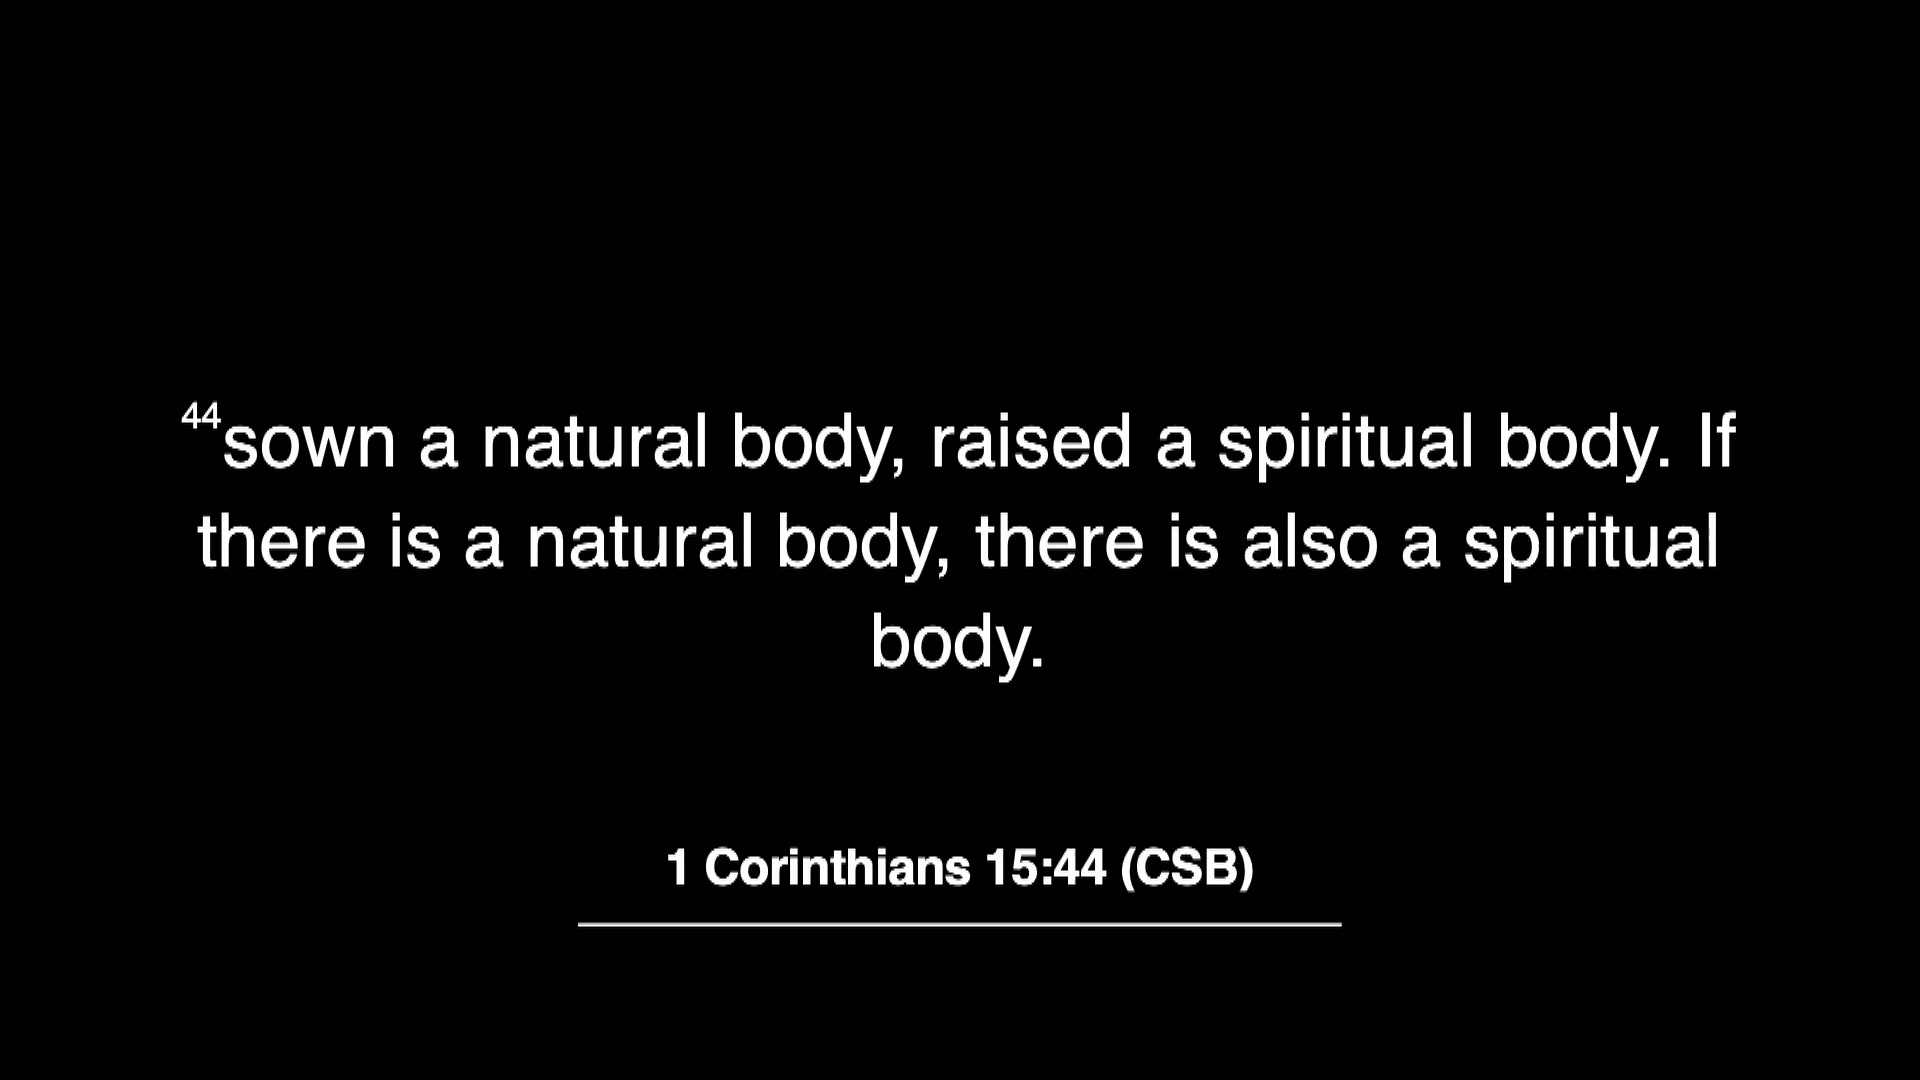 44sown a natural body, raised a spiritual body. If
there is a natural body, there is also a spiritual
body.
1 Corinthians 15:44 (CSB)